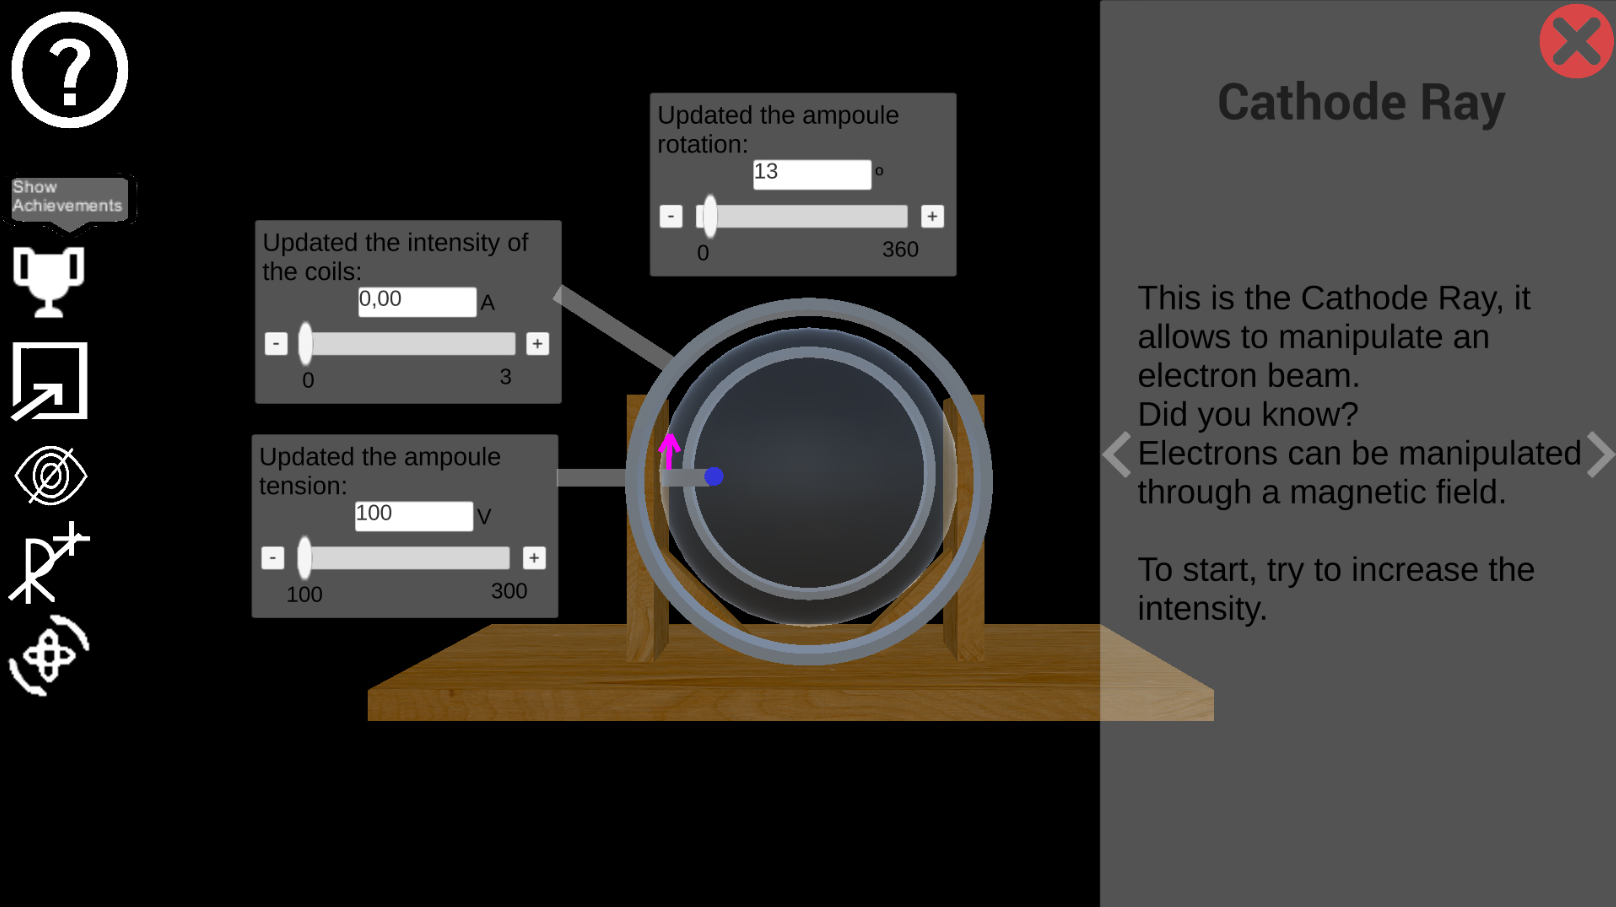 ?
Show
Achievements
Updated the ampoule
rotation:
13 º
- +
0 360
Updated the intensity of
the coils:
0,00 A
- +
0 3
Updated the ampoule
tension:
100 V
- +
100 300
Cathode Ray
This is the Cathode Ray, it
allows to manipulate an
electron beam.
Did you know?
Electrons can be manipulated
through a magnetic field.
To start, try to increase the
intensity.